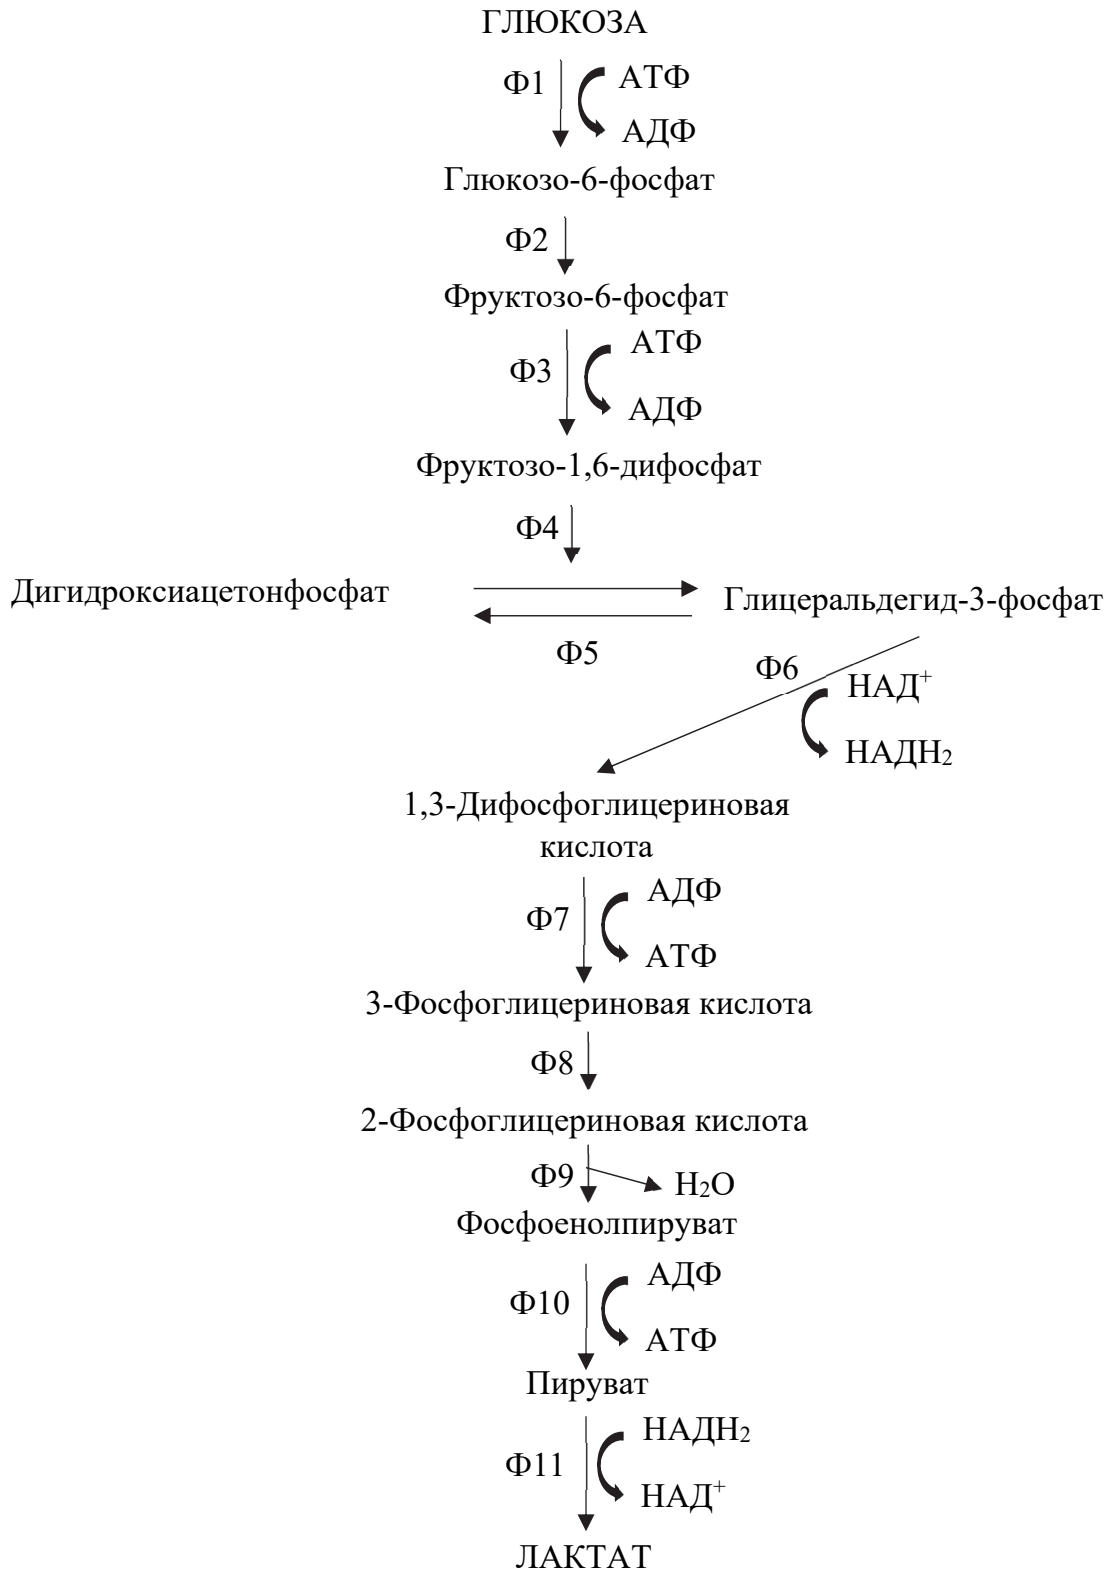 ГЛЮКОЗА
Ф1
АТФ
АДФ
Глюкозо-6-фосфат
Ф2
Фруктозо-6-фосфат
АТФ
Ф3
АДФ
Фруктозо-1,6-дифосфат
Ф4
Дигидроксиацетонфосфат
Глицеральдегид-3-фосфат
Ф5
Ф6
НАД⁺
НАДН₂
1,3-Дифосфоглицериновая
кислота
АДФ
Ф7
АТФ
3-Фосфоглицериновая кислота
Ф8
2-Фосфоглицериновая кислота
Ф9
Н₂О
Фосфоенолпируват
АДФ
Ф10
АТФ
Пируват
НАДН₂
Ф11
НАД⁺
ЛАКТАТ